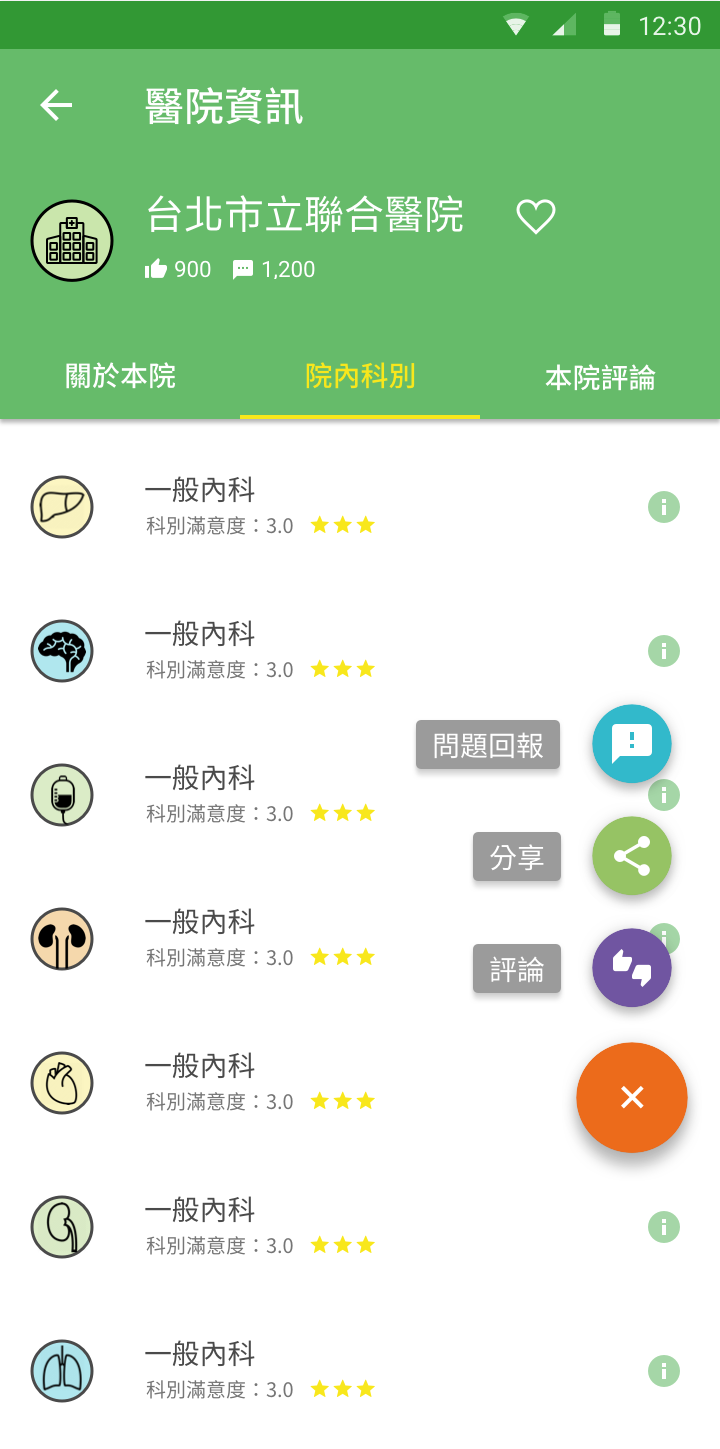 12:30
醫院資訊
台北市立聯合醫院
900 1,200
關於本院 院內科別 本院評論
一般內科
科別滿意度：3.0
一般內科
科別滿意度：3.0
問題回報
一般內科
科別滿意度：3.0
分享
一般內科
科別滿意度：3.0
評論
一般內科
科別滿意度：3.0
一般內科
科別滿意度：3.0
一般內科
科別滿意度：3.0